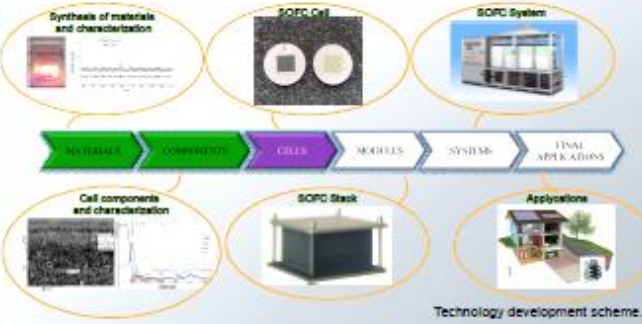 Synthesis of materials
and characterization
SOFC Cell
SOFC System
MATERIALS
COMPONENTS
CELLS
MODULES
SYSTEMS
FINAL
APPLICATIONS
Cell components
and characterization
SOFC Stack
Applycations
Technology development scheme